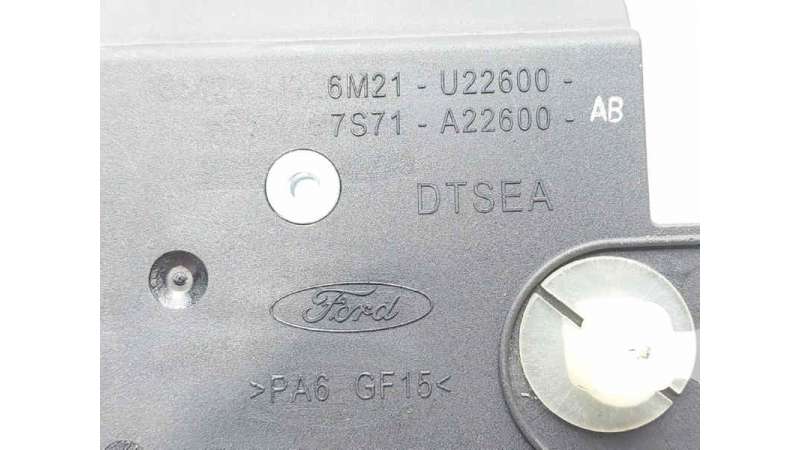 6M21 - U22600 -
7S71 - A22600 - AB
DTSEA
Ford
>PA6 GF15<